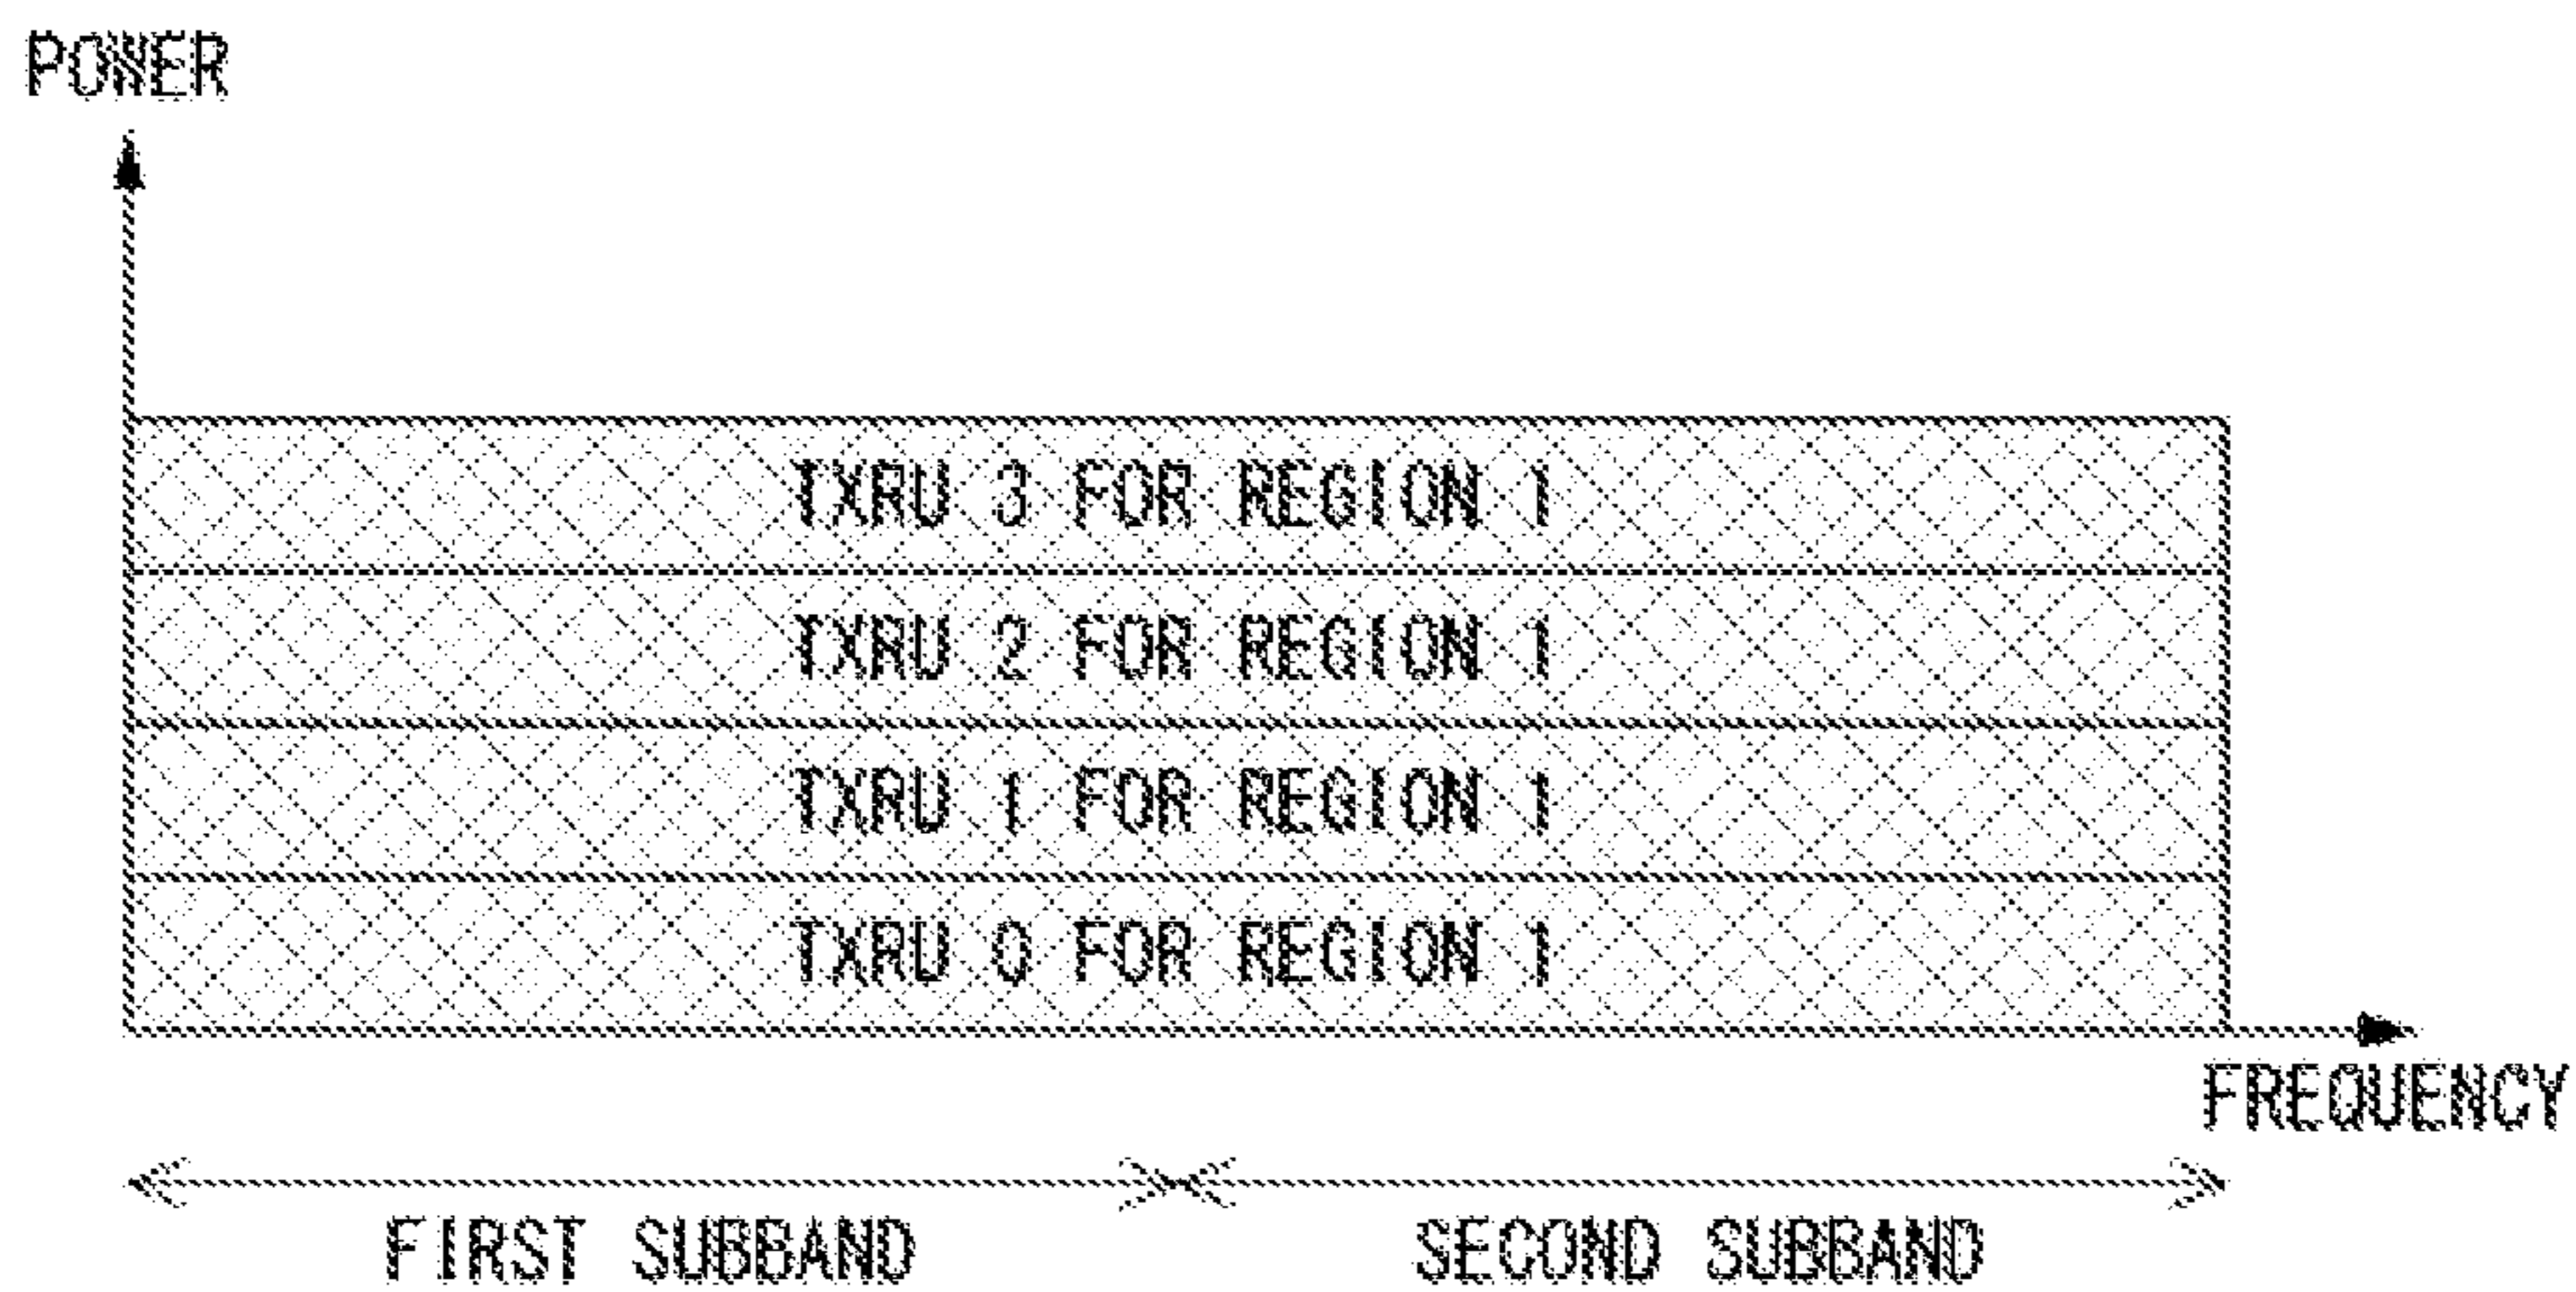 POWER
TXRU 3 FOR REGION 1
TXRU 2 FOR REGION 1
TXRU 1 FOR REGION 1
TXRU 0 FOR REGION 1
FREQUENCY
FIRST SUBBAND
SECOND SUBBAND